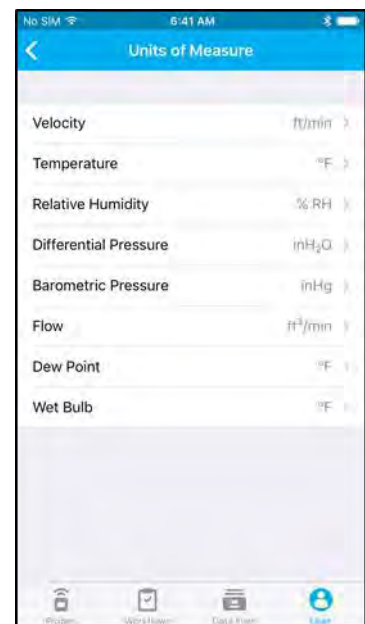 No SIM 6:41 AM
Units of Measure
Velocity ft/min
Temperature °F
Relative Humidity % RH
Differential Pressure inH₂O
Barometric Pressure inHg
Flow ft³/min
Dew Point °F
Wet Bulb °F